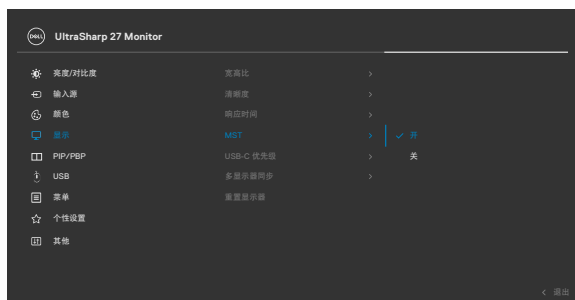 DELL UltraSharp 27 Monitor
亮度/对比度 宽高比
输入源 清晰度
颜色 响应时间
显示 MST 开
PIP/PBP USB-C 优先级 关
USB 多显示器同步
菜单 重置显示器
个性设置
其他
退出